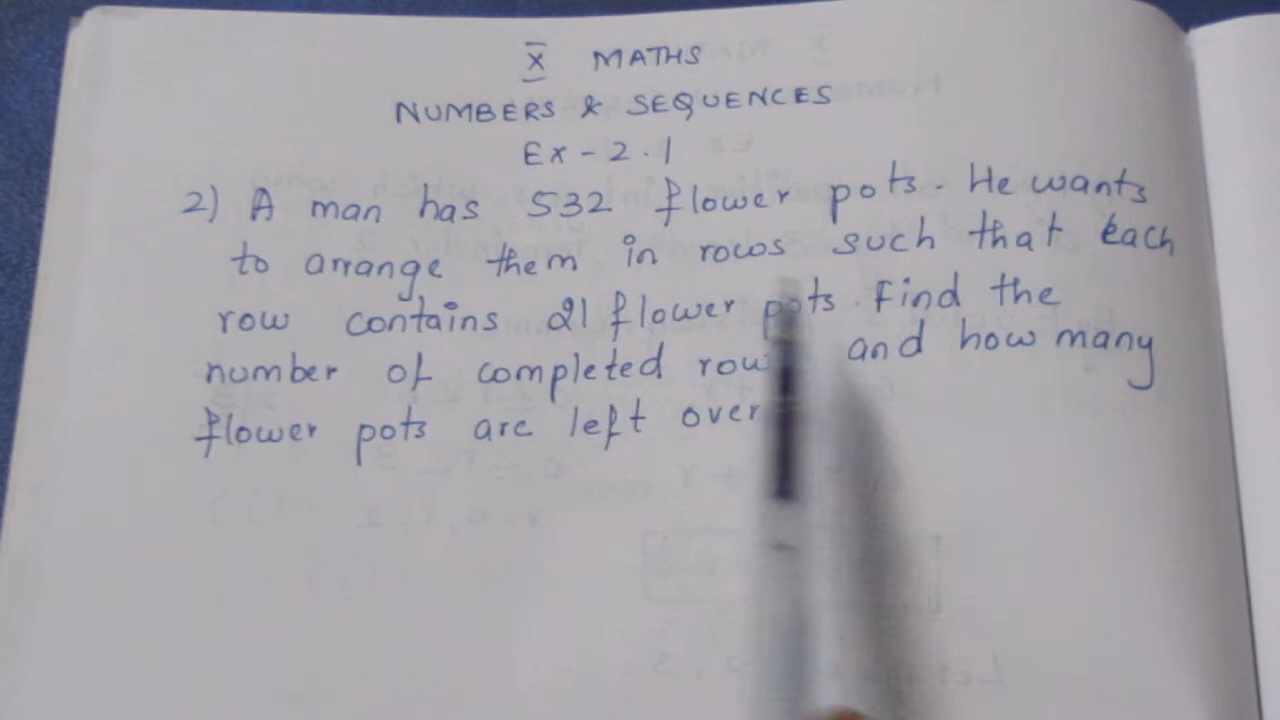 X MATHS
NUMBERS & SEQUENCES
Ex - 2.1
2) A man has 532 flower pots. He wants
to arrange them in rows such that each
row contains 21 flower pots. Find the
number of completed and how many
flower pots are left over